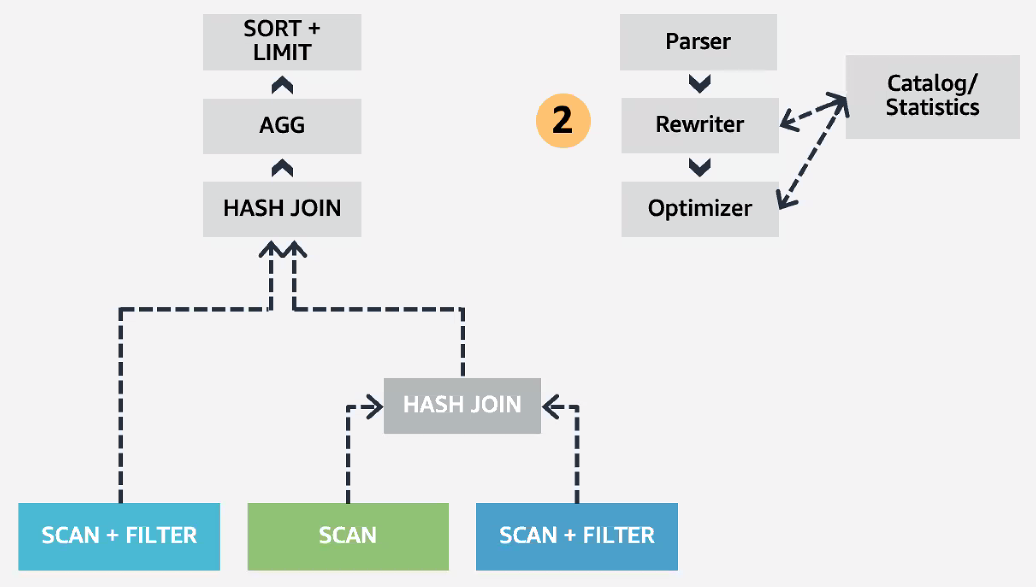 SORT +
LIMIT
AGG
HASH JOIN
Parser
2
Rewriter
Optimizer
Catalog/
Statistics
HASH JOIN
SCAN + FILTER
SCAN
SCAN + FILTER